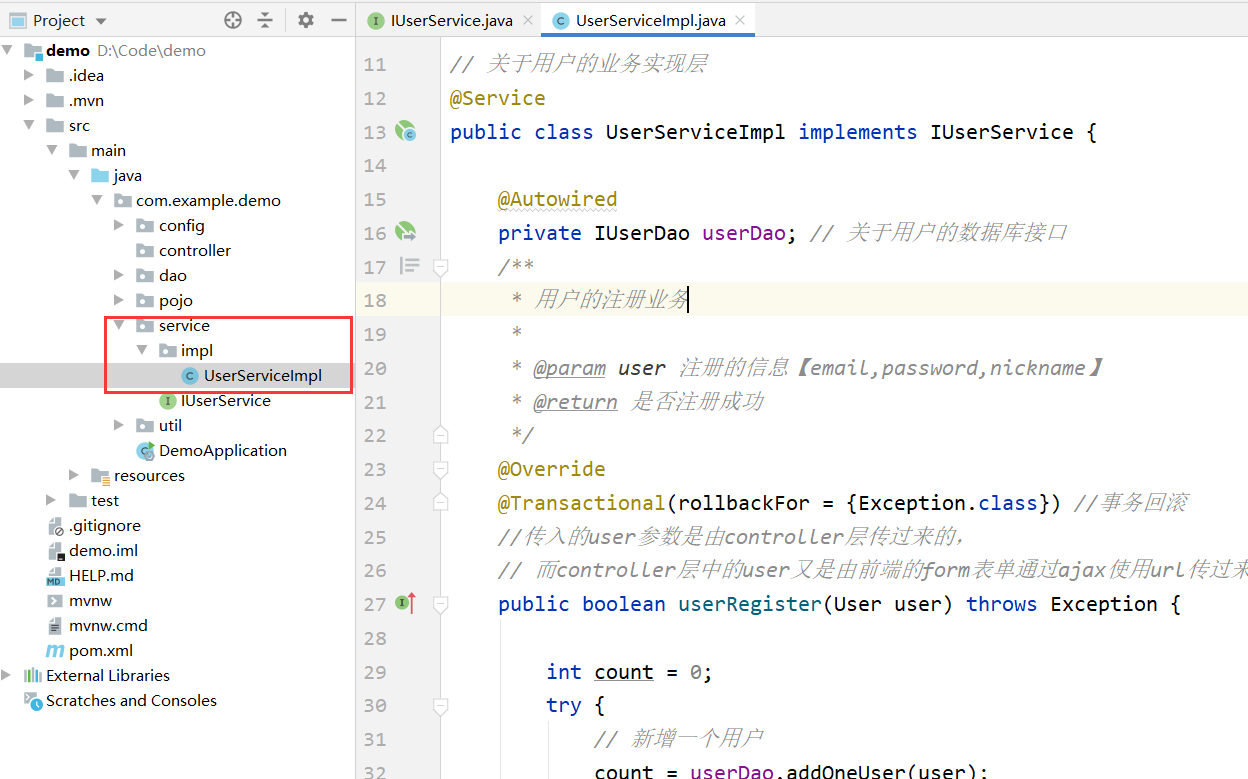 Project
IUserService.java
UserServiceImpl.java
demo D:\Code\demo
.idea
.mvn
src
main
java
com.example.demo
config
controller
dao
pojo
service
impl
UserServiceImpl
IUserService
util
DemoApplication
resources
test
.gitignore
demo.iml
HELP.md
mvnw
mvnw.cmd
pom.xml
External Libraries
Scratches and Consoles
11 // 关于用户的业务实现层
12 @Service
13 public class UserServiceImpl implements IUserService {
14
15 @Autowired
16 private IUserDao userDao; // 关于用户的数据库接口
17 /**
18 * 用户的注册业务
19 *
20 * @param user 注册的信息【email,password,nickname】
21 * @return 是否注册成功
22 */
23 @Override
24 @Transactional(rollbackFor = {Exception.class}) //事务回滚
25 //传入的user参数是由controller层传过来的，
26 // 而controller层中的user又是由前端的form表单通过ajax使用url传过来
27 public boolean userRegister(User user) throws Exception {
28
29 int count = 0;
30 try {
31 // 新增一个用户
32 count = userDao.addOneUser(user);